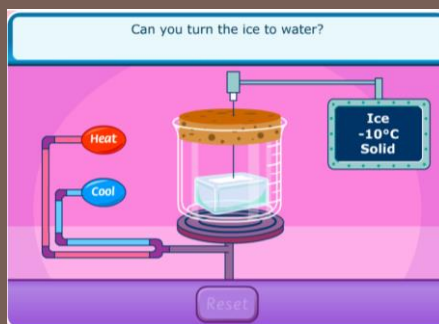 Can you turn the ice to water?
Ice
-10°C
Solid
Heat
Cool
Reset